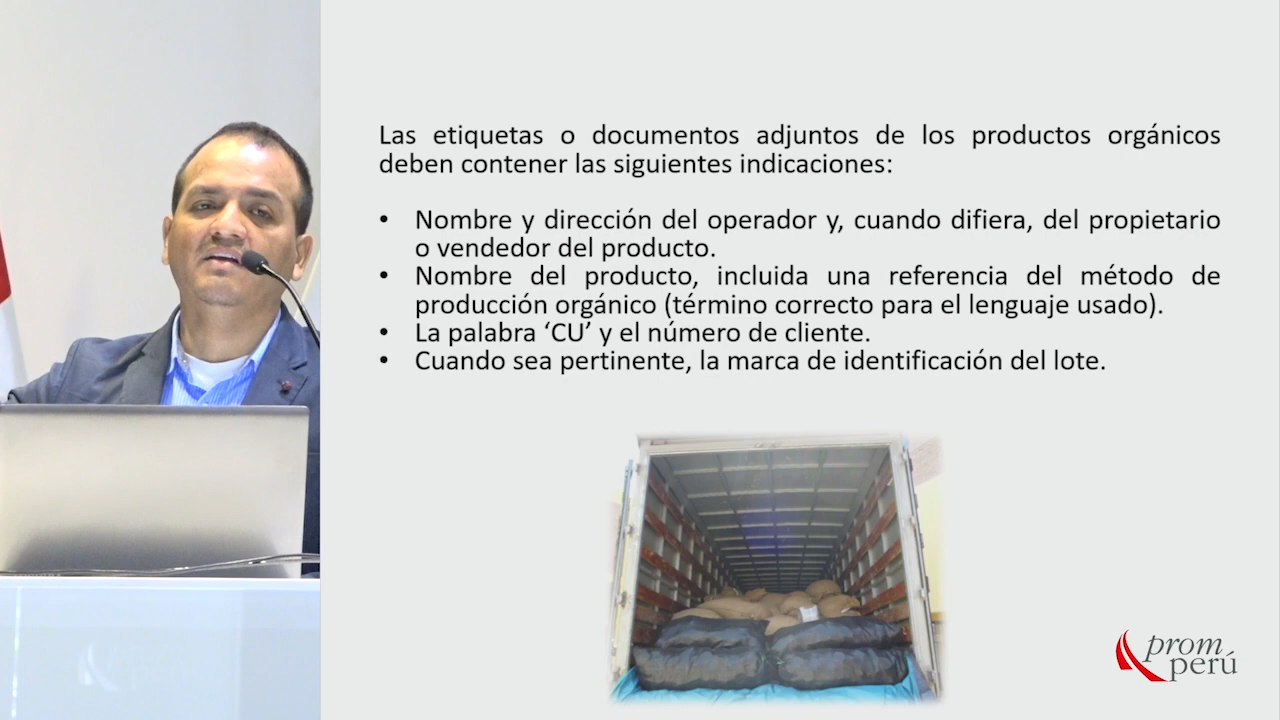 Las etiquetas o documentos adjuntos de los productos orgánicos
deben contener las siguientes indicaciones:
• Nombre y dirección del operador y, cuando difiera, del propietario
o vendedor del producto.
• Nombre del producto, incluida una referencia del método de
producción orgánico (término correcto para el lenguaje usado).
• La palabra ‘CU’ y el número de cliente.
• Cuando sea pertinente, la marca de identificación del lote.
prom
perú